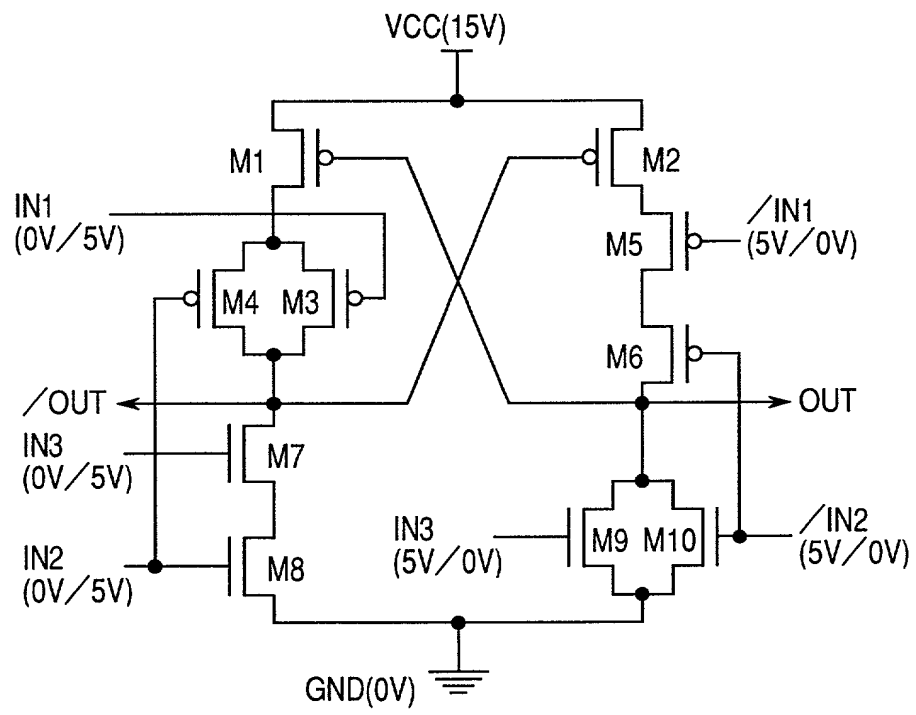 VCC(15V)
M1
M2
IN1
(0V/5V)
/IN1
(5V/0V)
M5
M4
M3
M6
/OUT
OUT
IN3
(0V/5V)
M7
IN3
(5V/0V)
M9
M10
/IN2
(5V/0V)
IN2
(0V/5V)
M8
GND(0V)